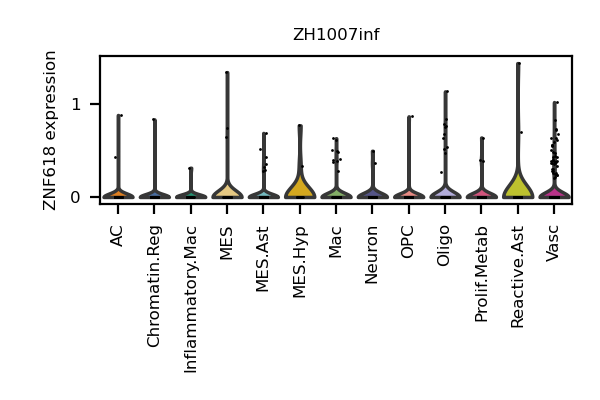 ZH1007inf
ZNF618 expression
1
0
AC
Chromatin.Reg
Inflammatory.Mac
MES
MES.Ast
MES.Hyp
Mac
Neuron
OPC
Oligo
Prolif.Metab
Reactive.Ast
Vasc